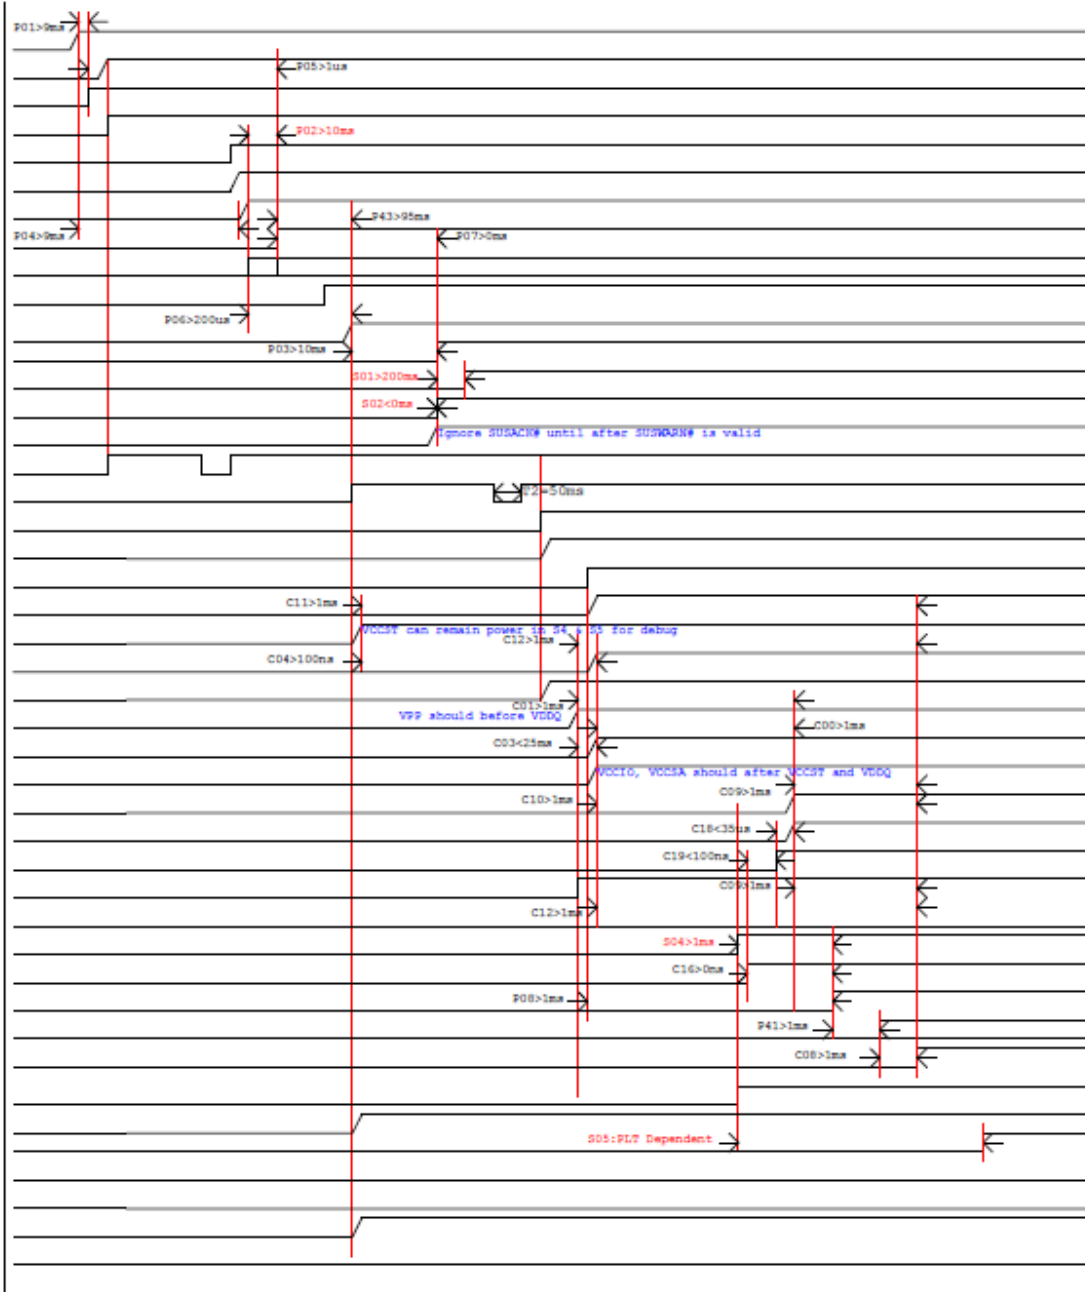 P01>9ms
P05>1us
P02>10ms
P43>95ms
P04>9ms
P07>0ms
P06>200us
P03>10ms
S01>200ms
S02<0ms
Ignore SUSACK# until after SUSWARN# is valid
T2=50ms
C11>1ms
VCCST can remain power in S4 & S5 for debug
C12>1ms
C04>100ns
C01>1ms
VPP should before VDDQ
C00>1ms
C03<25ms
VCCIO, VCCSA should after VCCST and VDDQ
C09>1ms
C10>1ms
C18<35us
C19<100ns
C09>1ms
C12>1ms
S04>1ms
C16>0ms
P08>1ms
P41>1ms
C08>1ms
S05:PLT Dependent